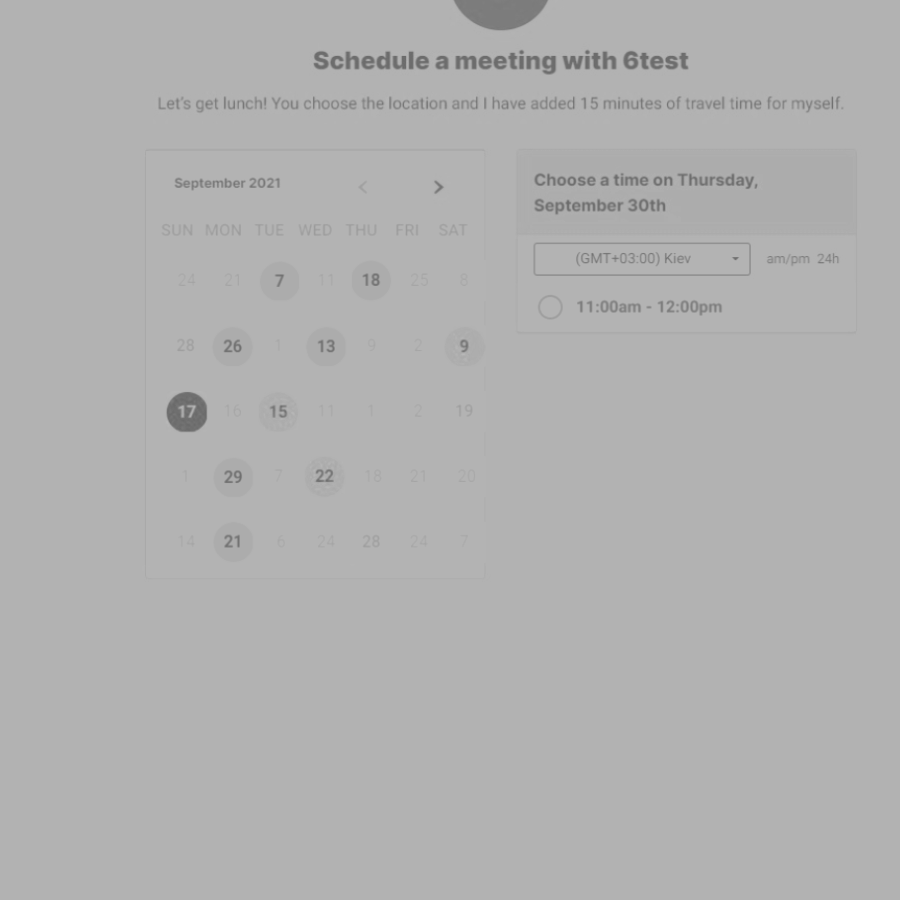 Schedule a meeting with 6test
Let's get lunch! You choose the location and I have added 15 minutes of travel time for myself.
September 2021
SUN MON TUE WED THU FRI SAT
24 21 7 11 18 25 8
28 26 1 13 9 2 9
17 16 15 11 1 2 19
1 29 7 22 18 21 20
14 21 6 24 28 24 7
Choose a time on Thursday,
September 30th
(GMT+03:00) Kiev am/pm 24h
11:00am - 12:00pm